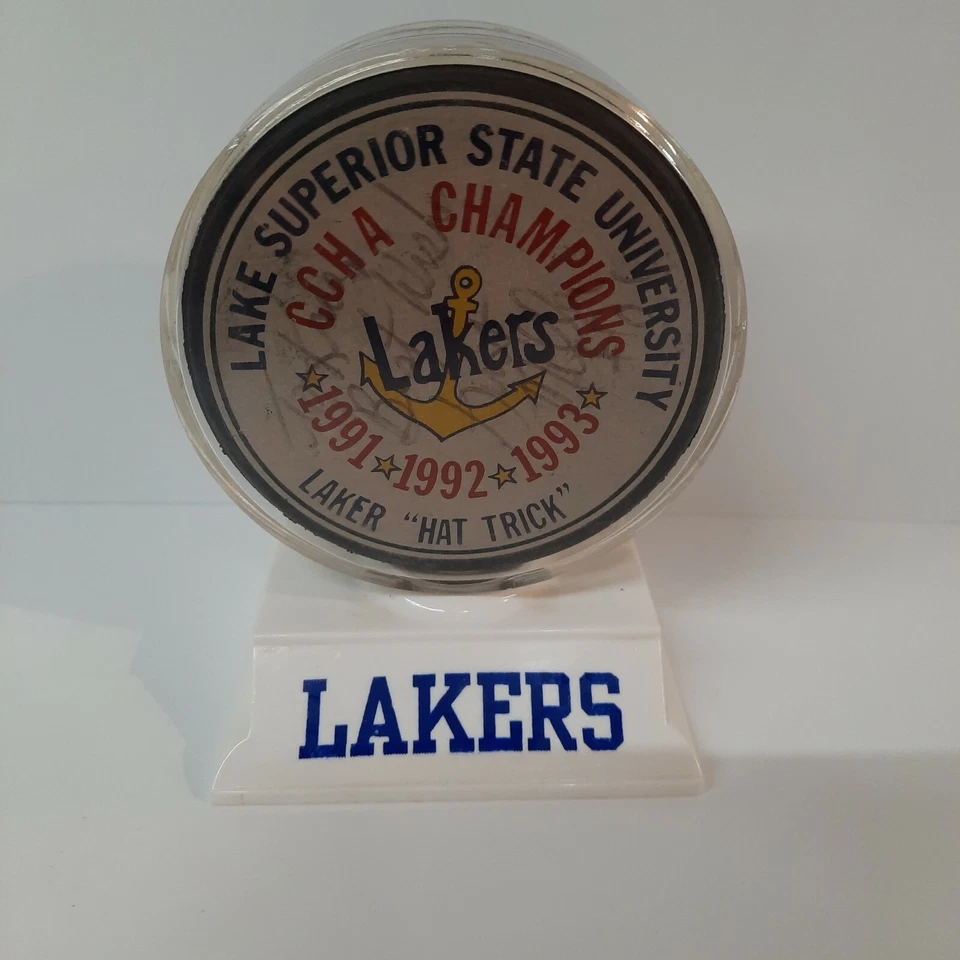 LAKE SUPERIOR STATE UNIVERSITY
CCHA CHAMPIONS
Lakers
1991 1992 1993
LAKER "HAT TRICK"
LAKERS